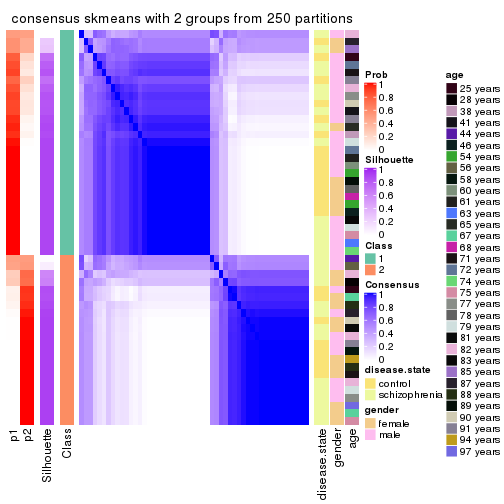 consensus skmeans with 2 groups from 250 partitions
p1
p2
Silhouette
Class
disease.state
gender
age
Prob
1
0.8
0.6
0.4
0.2
0
Silhouette
1
0.8
0.6
0.4
0.2
0
Class
1
2
Consensus
1
0.8
0.6
0.4
0.2
0
disease.state
control
schizophrenia
gender
female
male
age
25 years
28 years
38 years
41 years
44 years
46 years
54 years
56 years
58 years
60 years
61 years
63 years
65 years
67 years
68 years
71 years
72 years
74 years
75 years
77 years
78 years
79 years
81 years
82 years
83 years
85 years
87 years
88 years
89 years
90 years
91 years
94 years
97 years